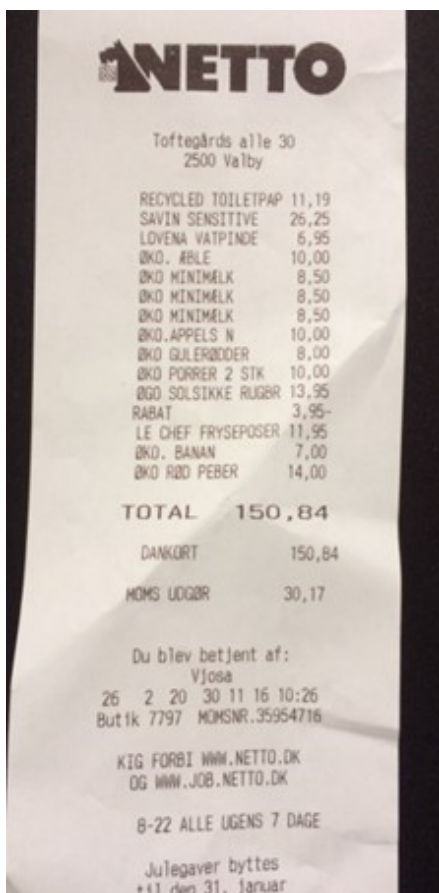 NETTO
Toftegårds alle 30
2500 Valby
RECYCLED TOILETPAP 11,19
SAVIN SENSITIVE 26,25
LOVENA VATPINDE 6,95
ØKO. ÆBLE 10,00
ØKO MINIMÆLK 8,50
ØKO MINIMÆLK 8,50
ØKO MINIMÆLK 8,50
ØKO.APPELS N 10,00
ØKO GULERØDDER 8,00
ØKO PORRER 2 STK 10,00
ØGO SOLSIKKE RUGBR 13,95
RABAT 3,95-
LE CHEF FRYSEPOSER 11,95
ØKO. BANAN 7,00
ØKO RØD PEBER 14,00
TOTAL 150,84
DANKORT 150,84
MOMS UDGØR 30,17
Du blev betjent af:
Vjosa
26 2 20 30 11 16 10:26
Butik 7797 MOMSNR.35954716
KIG FORBI WWW.NETTO.DK
OG WWW.JOB.NETTO.DK
8-22 ALLE UGENS 7 DAGE
Julegaver byttes
til den 31. januar